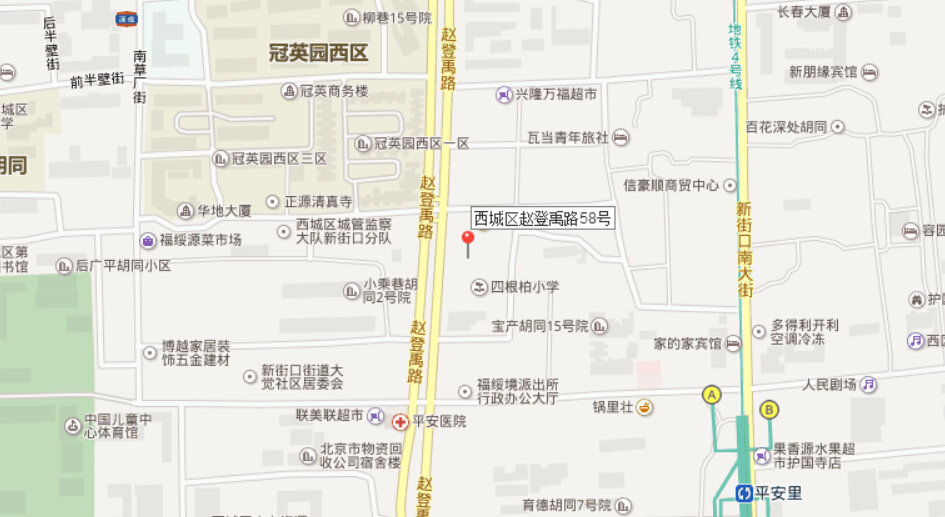 柳巷15号院
长春大厦
后半壁街
南草厂街
赵登禹路
地铁4号线
冠英园西区
前半壁街
新朋缘宾馆
冠英商务楼
兴隆万福超市
城区
学
百花深处胡同
瓦当青年旅社
冠英园西区一区
冠英园西区三区
胡同
信豪顺商贸中心
正源清真寺
华地大厦
赵登禹路
西城区赵登禹路58号
新街口南大街
西城区城管监察
大队新街口分队
福绥源菜市场
容园
区第
书馆
后广平胡同小区
小乘巷胡
同2号院
四根柏小学
护国
宝产胡同15号院
多得利开利
空调冷冻
赵登禹路
家的家宾馆
西区
博越家居装
饰五金建材
新街口街道大
觉社区居委会
福绥境派出所
行政办公大厅
人民剧场
A
B
锅里壮
联美联超市
平安医院
中国儿童中
心体育馆
北京市物资回
收公司宿舍楼
果香源水果超
市护国寺店
赵登禹
平安里
育德胡同7号院